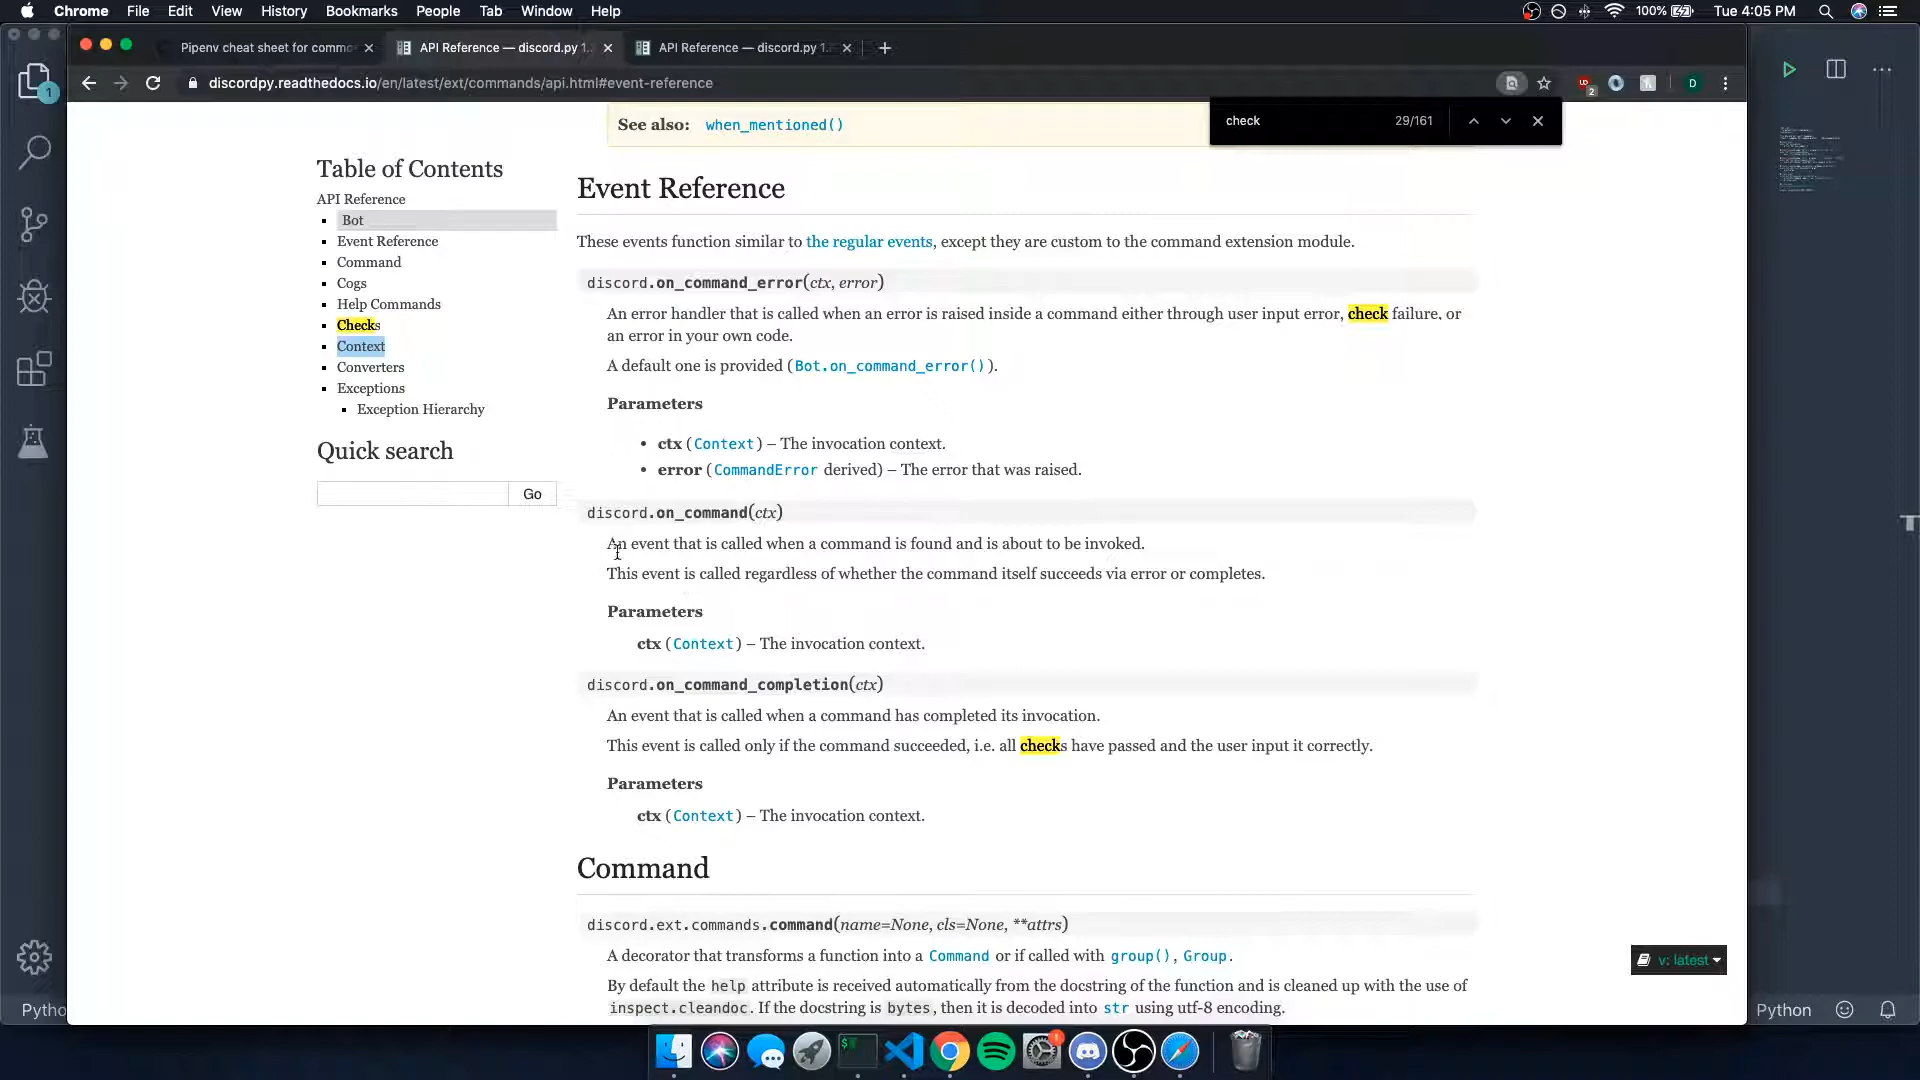 Chrome File Edit View History Bookmarks People Tab Window Help 100% Tue 4:05 PM
Pipenv cheat sheet for commo API Reference — discord.py 1. API Reference — discord.py 1.
discordpy.readthedocs.io/en/latest/ext/commands/api.html#event-reference
check 29/161
See also: when_mentioned()
Table of Contents
API Reference
Bot
Event Reference
Command
Cogs
Help Commands
Checks
Context
Converters
Exceptions
Exception Hierarchy
Quick search
Go
Event Reference
These events function similar to the regular events, except they are custom to the command extension module.
discord.on_command_error(ctx, error)
An error handler that is called when an error is raised inside a command either through user input error, check failure, or
an error in your own code.
A default one is provided (Bot.on_command_error()).
Parameters
• ctx (Context) – The invocation context.
• error (CommandError derived) – The error that was raised.
discord.on_command(ctx)
An event that is called when a command is found and is about to be invoked.
This event is called regardless of whether the command itself succeeds via error or completes.
Parameters
ctx (Context) – The invocation context.
discord.on_command_completion(ctx)
An event that is called when a command has completed its invocation.
This event is called only if the command succeeded, i.e. all checks have passed and the user input it correctly.
Parameters
ctx (Context) – The invocation context.
Command
discord.ext.commands.command(name=None, cls=None, **attrs)
A decorator that transforms a function into a Command or if called with group(), Group.
By default the help attribute is received automatically from the docstring of the function and is cleaned up with the use of
inspect.cleandoc. If the docstring is bytes, then it is decoded into str using utf-8 encoding.
v: latest
1
2
D
Pytho
Python
$
1